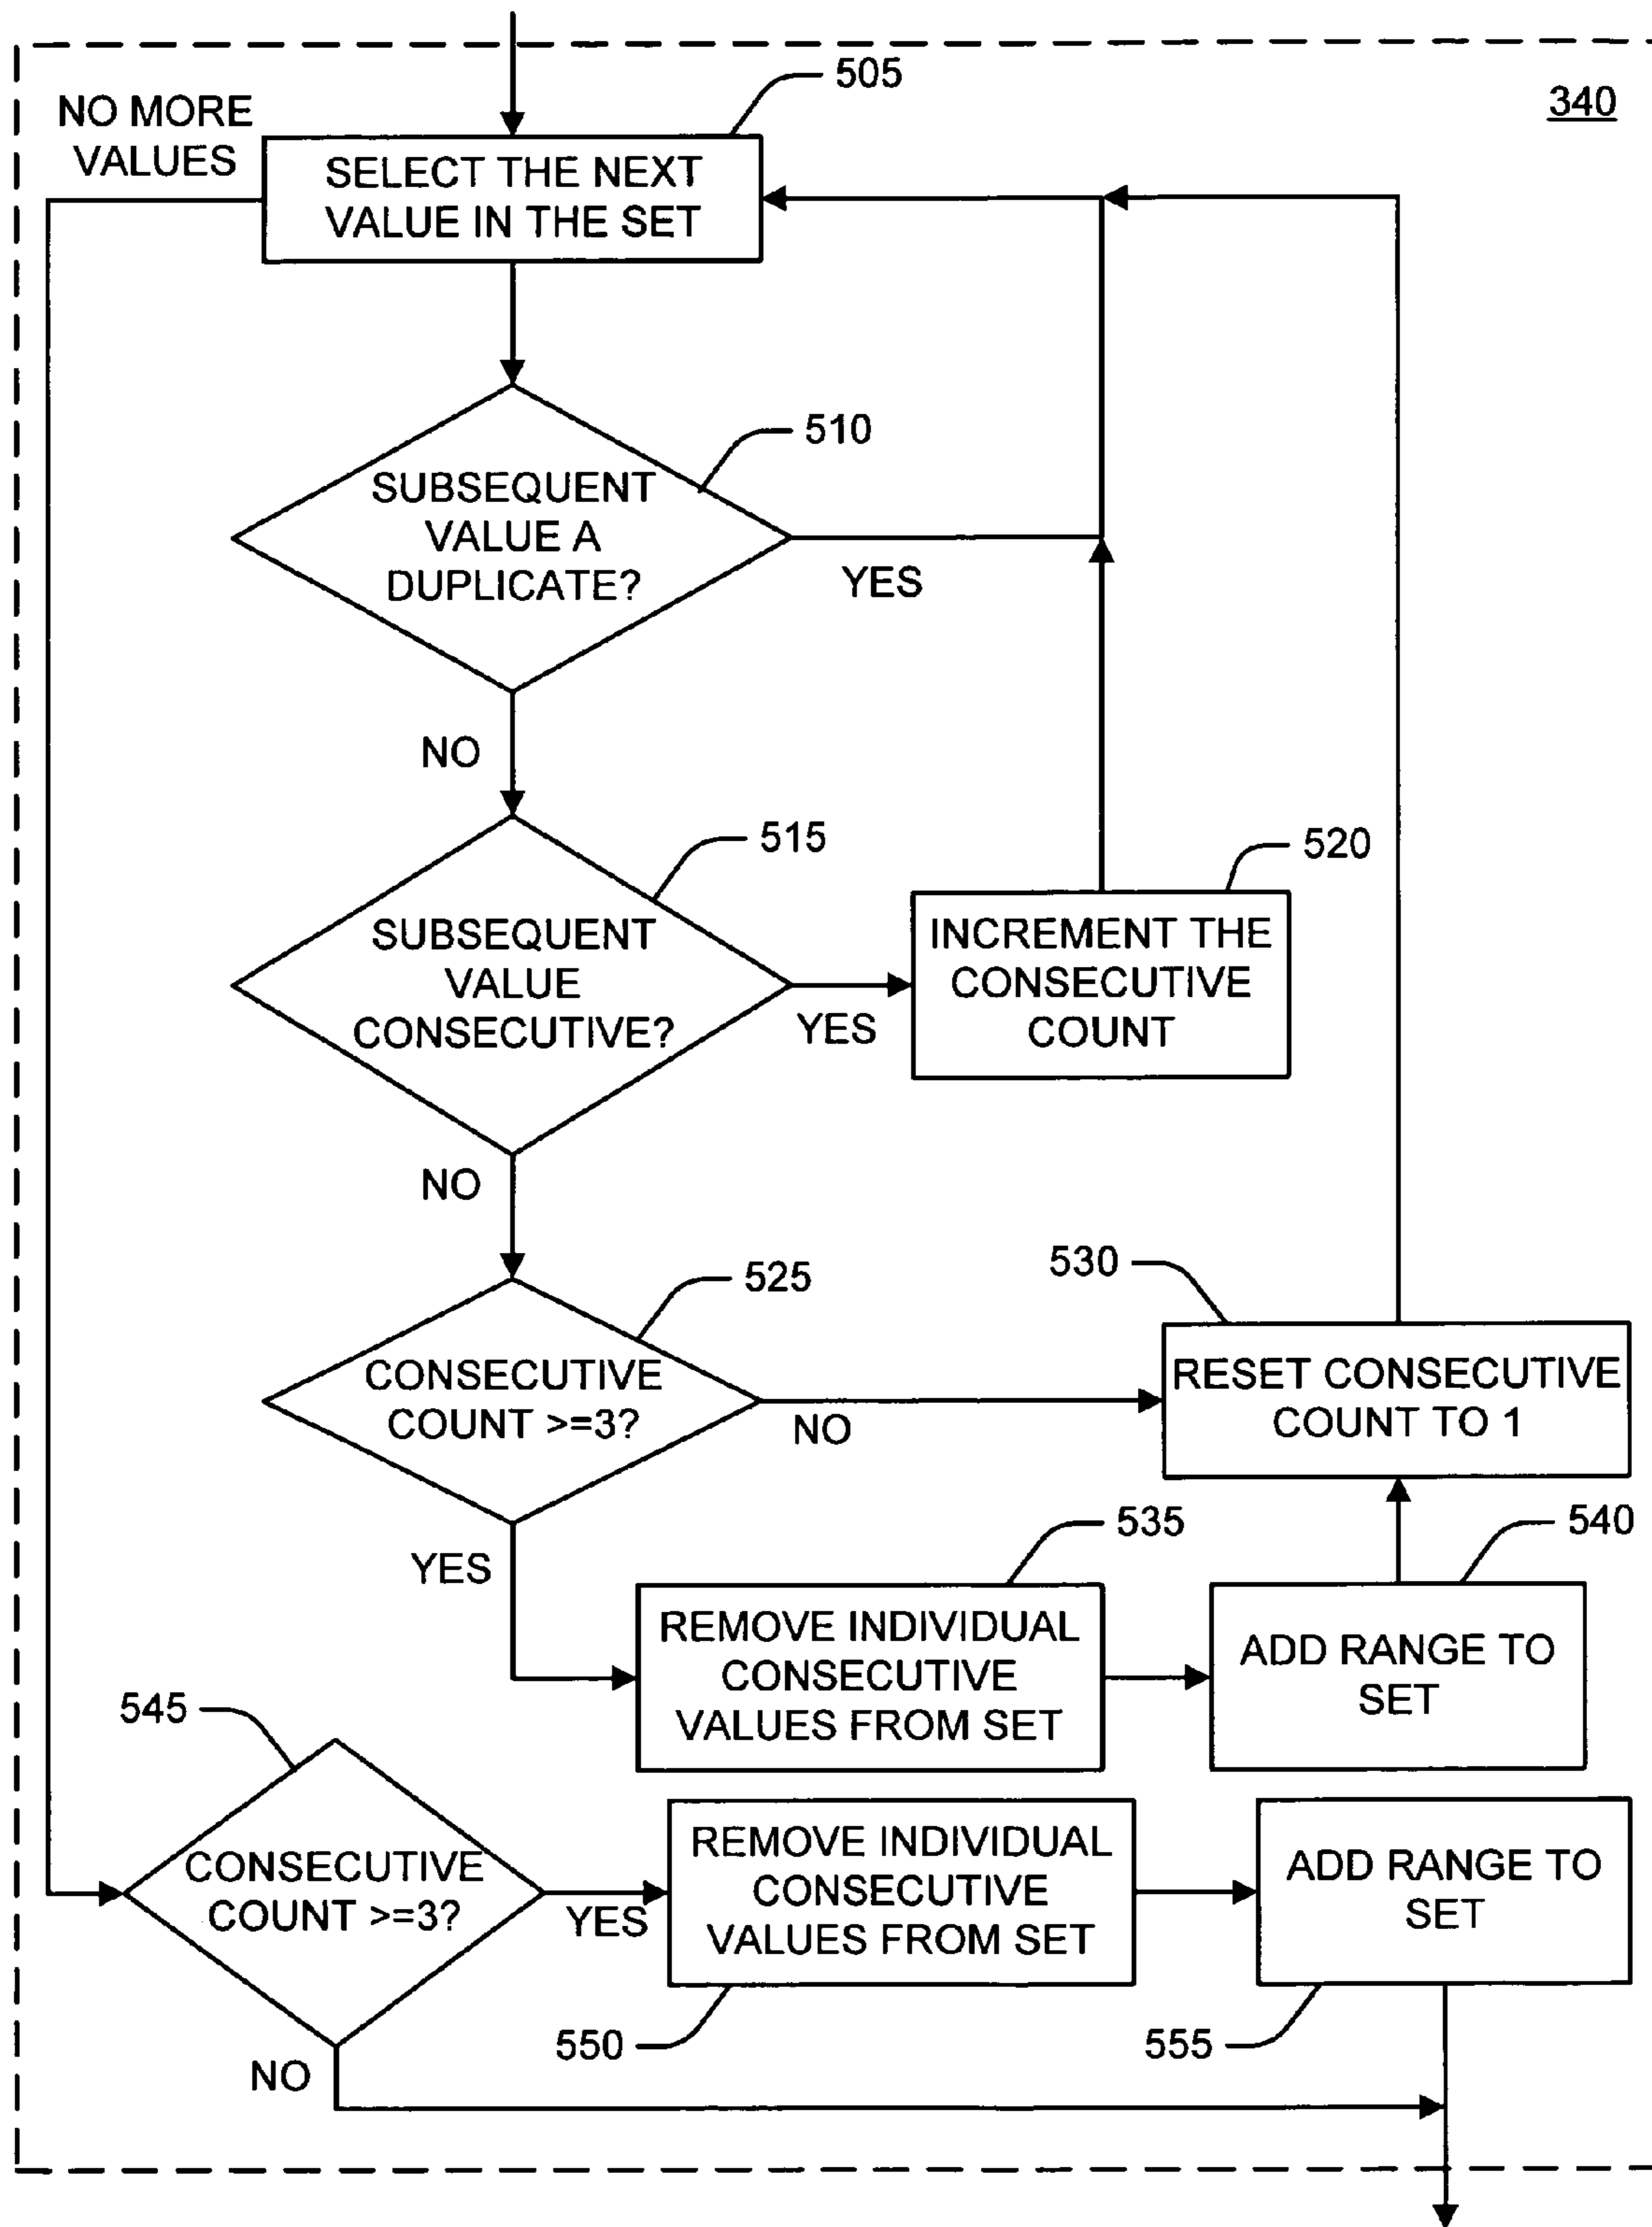 505
340
NO MORE
VALUES
SELECT THE NEXT
VALUE IN THE SET
510
SUBSEQUENT
VALUE A
DUPLICATE?
YES
NO
515
520
SUBSEQUENT
VALUE
CONSECUTIVE?
YES
INCREMENT THE
CONSECUTIVE
COUNT
NO
525
530
CONSECUTIVE
COUNT >=3?
NO
RESET CONSECUTIVE
COUNT TO 1
YES
535
540
REMOVE INDIVIDUAL
CONSECUTIVE
VALUES FROM SET
ADD RANGE TO
SET
545
CONSECUTIVE
COUNT >=3?
YES
REMOVE INDIVIDUAL
CONSECUTIVE
VALUES FROM SET
ADD RANGE TO
SET
550
555
NO